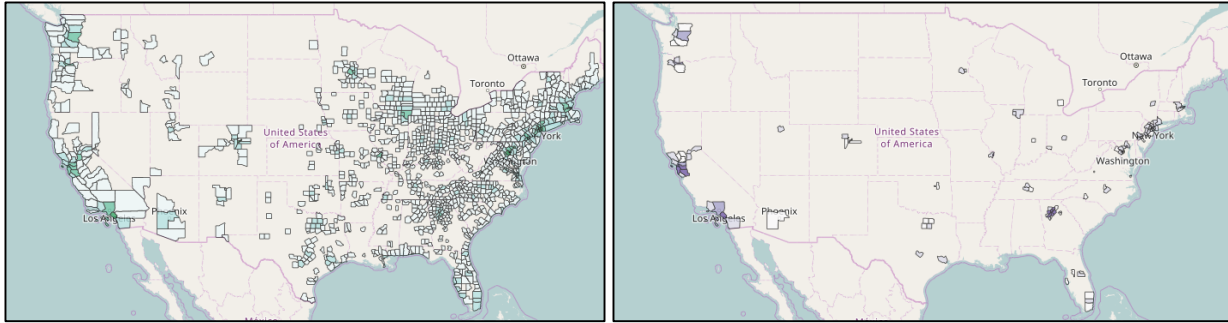 Ottawa
Toronto
United States
of America
York
Los Angeles
Phoenix
México
Ottawa
Toronto
United States
of America
New York
Washington
Los Angeles
Phoenix